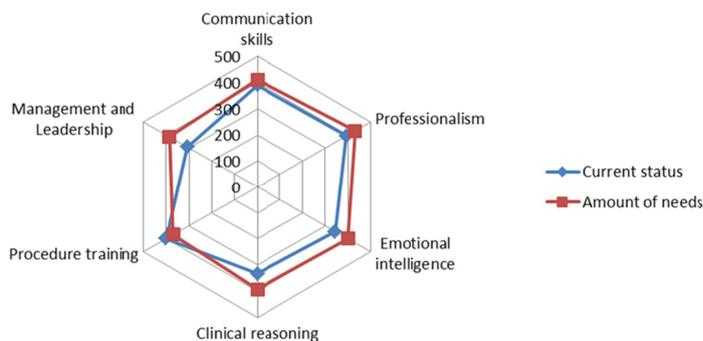 Communication
skills
500
400
300
200
100
0
Professionalism
Emotional
intelligence
Clinical reasoning
Procedure training
Management and
Leadership
Current status
Amount of needs